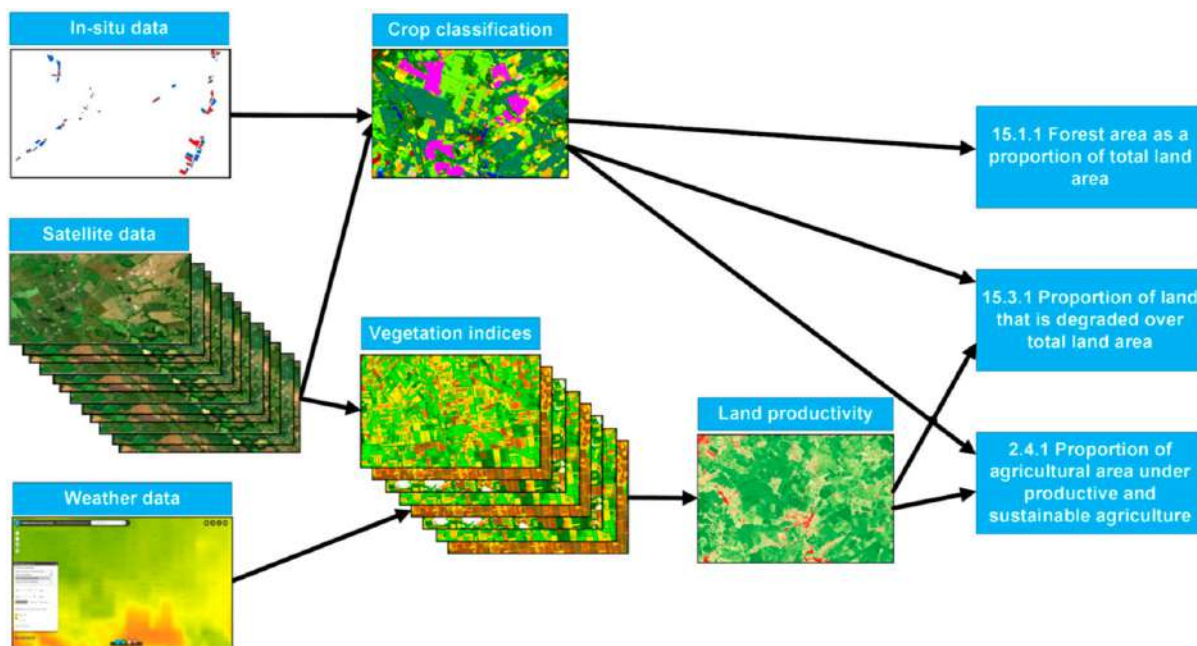 In-situ data
Crop classification
15.1.1 Forest area as a
proportion of total land
area
Satellite data
15.3.1 Proportion of land
that is degraded over
total land area
Vegetation indices
Land productivity
2.4.1 Proportion of
agricultural area under
productive and
sustainable agriculture
Weather data